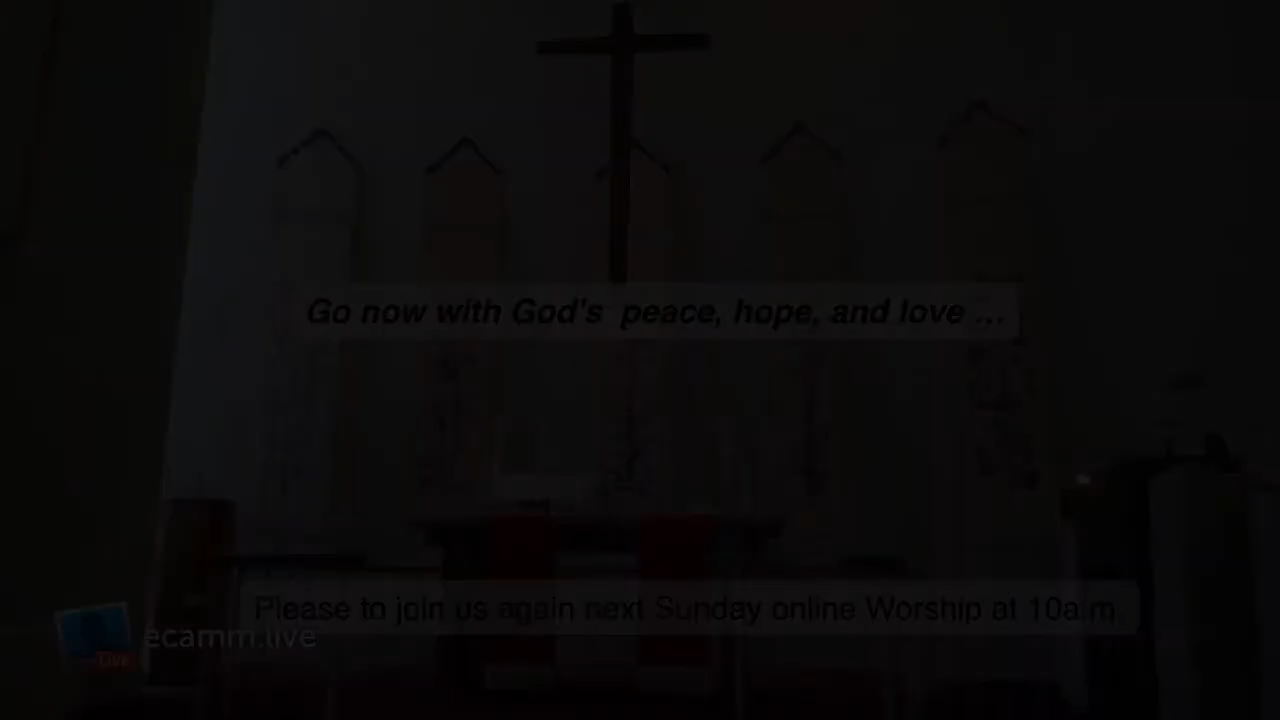 Go now with God's  peace, hope, and love ...
Please to join us again next Sunday online Worship at 10a.m.
ecamm.live
Live